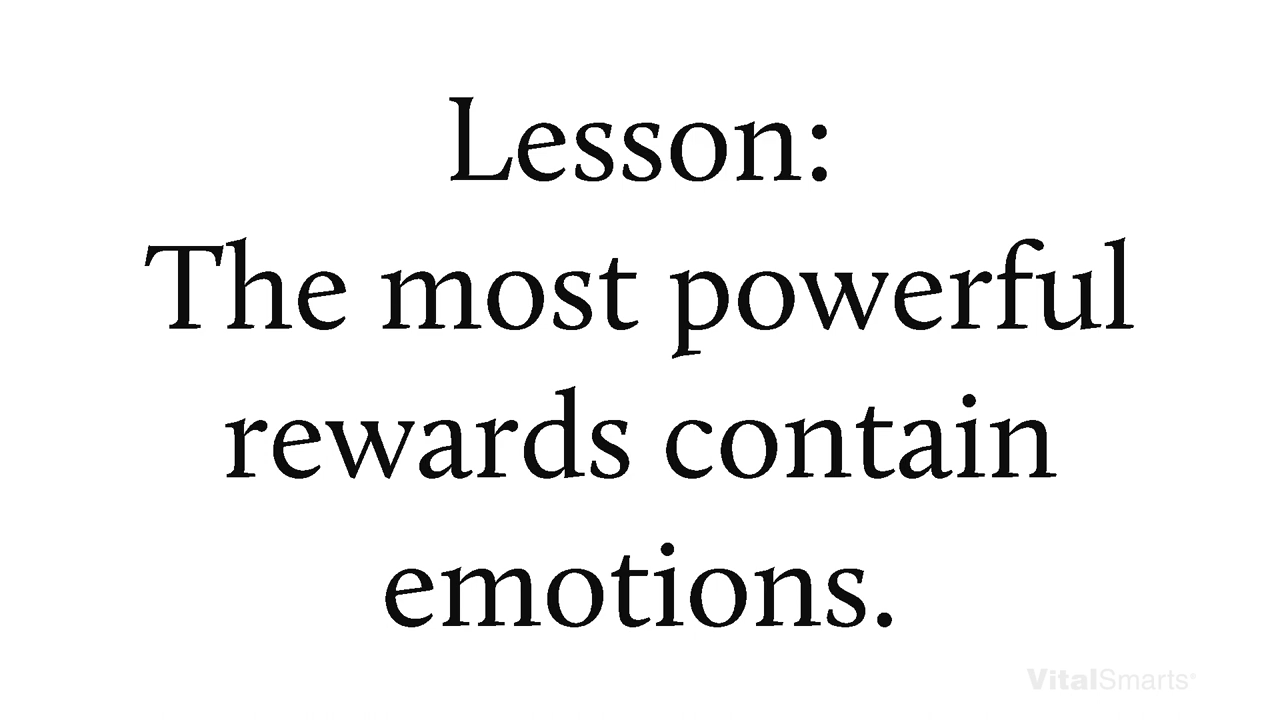 Lesson:
The most powerful
rewards contain
emotions.
VitalSmarts®